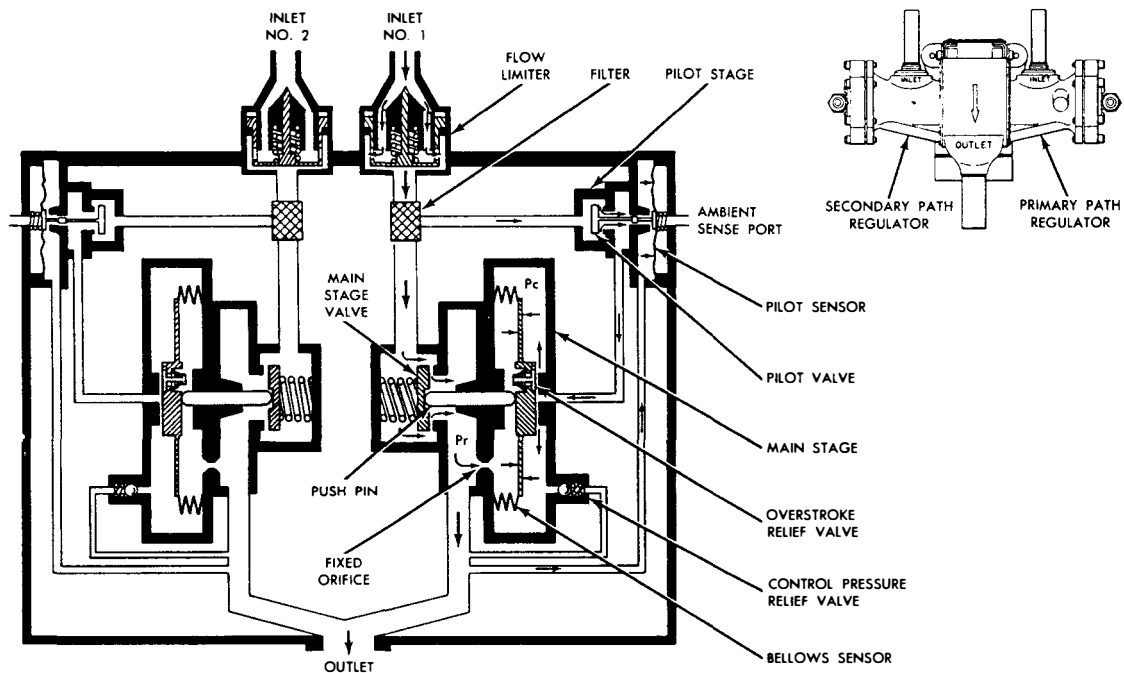 INLET
NO. 2
INLET
NO. 1
FLOW
LIMITER
FILTER
PILOT STAGE
AMBIENT
SENSE PORT
MAIN
STAGE
VALVE
Pc
PILOT SENSOR
PILOT VALVE
MAIN STAGE
Pr
PUSH PIN
OVERSTROKE
RELIEF VALVE
FIXED
ORIFICE
CONTROL PRESSURE
RELIEF VALVE
BELLOWS SENSOR
OUTLET
INLET
INLET
OUTLET
SECONDARY PATH
REGULATOR
PRIMARY PATH
REGULATOR